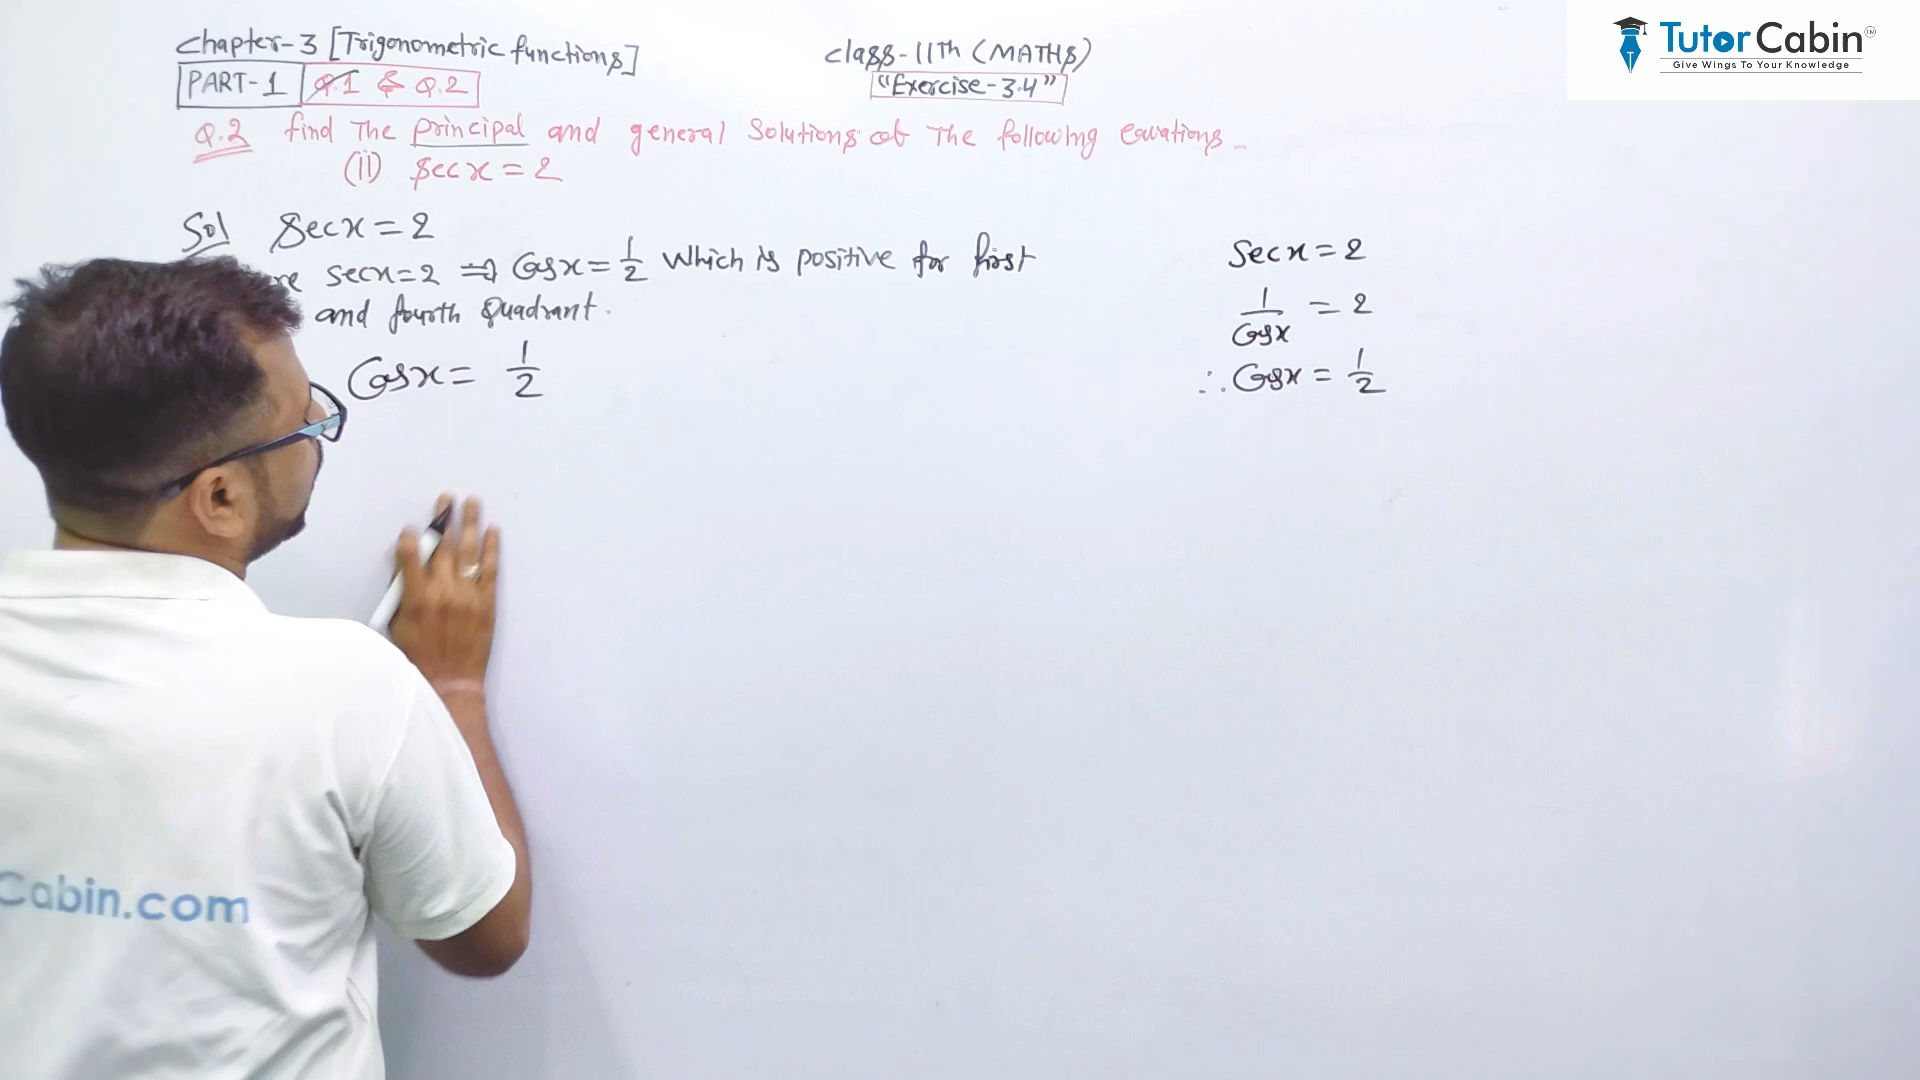 Chapter-3 [Trigonometric functions]
PART-1 Q.1 & Q.2
Class-11th (MATHS)
"Exercise-3.4"
Q.2 find The principal and general Solutions of The following equations-
(ii) Sec x = 2
Sol Sec x = 2
sec x = 2 ⇒ Cos x = 1/2 which is positive for first
and fourth Quadrant.
Cos x = 1/2
Sec x = 2
1/Cos x = 2
∴ Cos x = 1/2
Tutor Cabin TM
Give Wings To Your Knowledge
Cabin.com